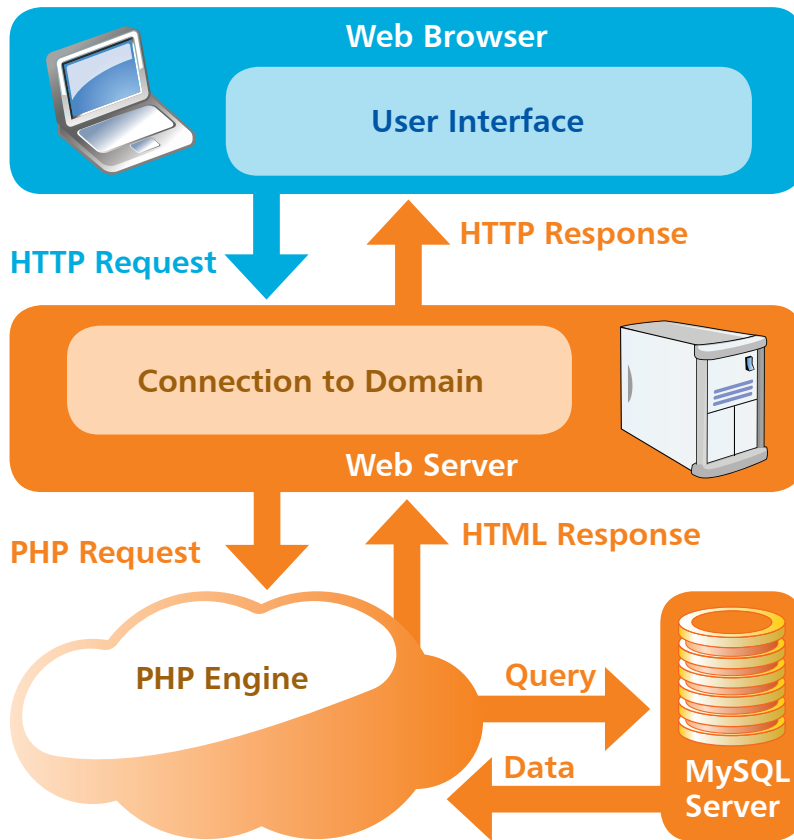 Web Browser
User Interface
HTTP Response
HTTP Request
Connection to Domain
Web Server
PHP Request
HTML Response
PHP Engine
Query
Data
MySQL
Server